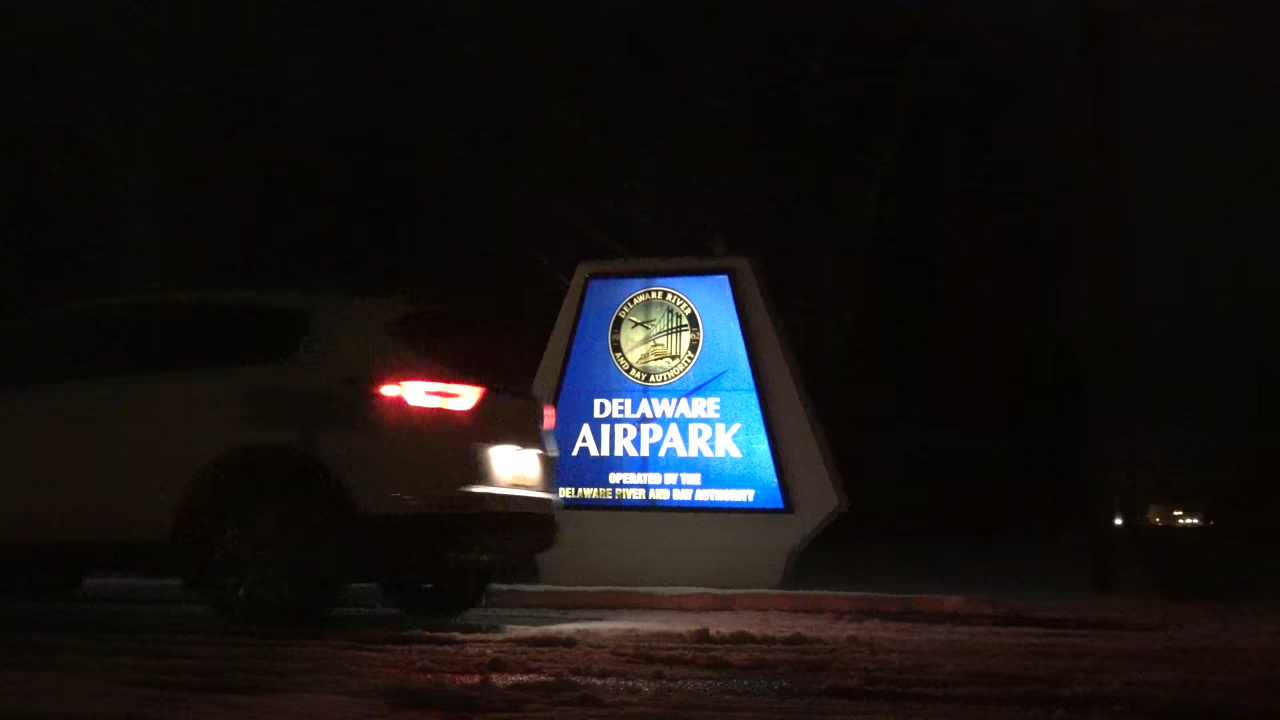 DELAWARE RIVER
AND BAY AUTHORITY
DELAWARE
AIRPARK
OPERATED BY THE
DELAWARE RIVER AND BAY AUTHORITY